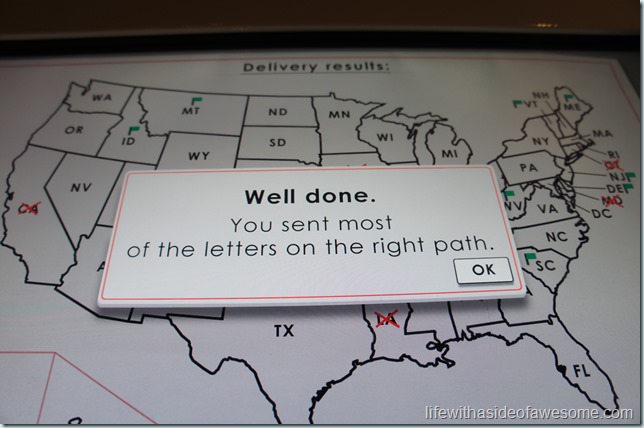 Delivery results:
WA
MT
ND
MN
OR
ID
SD
WI
MI
WY
NV
CA
NH
VT
ME
NY
MA
RI
PA
NJ
DE
MD
DC
VA
NC
SC
TX
LA
FL
Well done.
You sent most
of the letters on the right path.
OK
lifewithasideofawesome.com